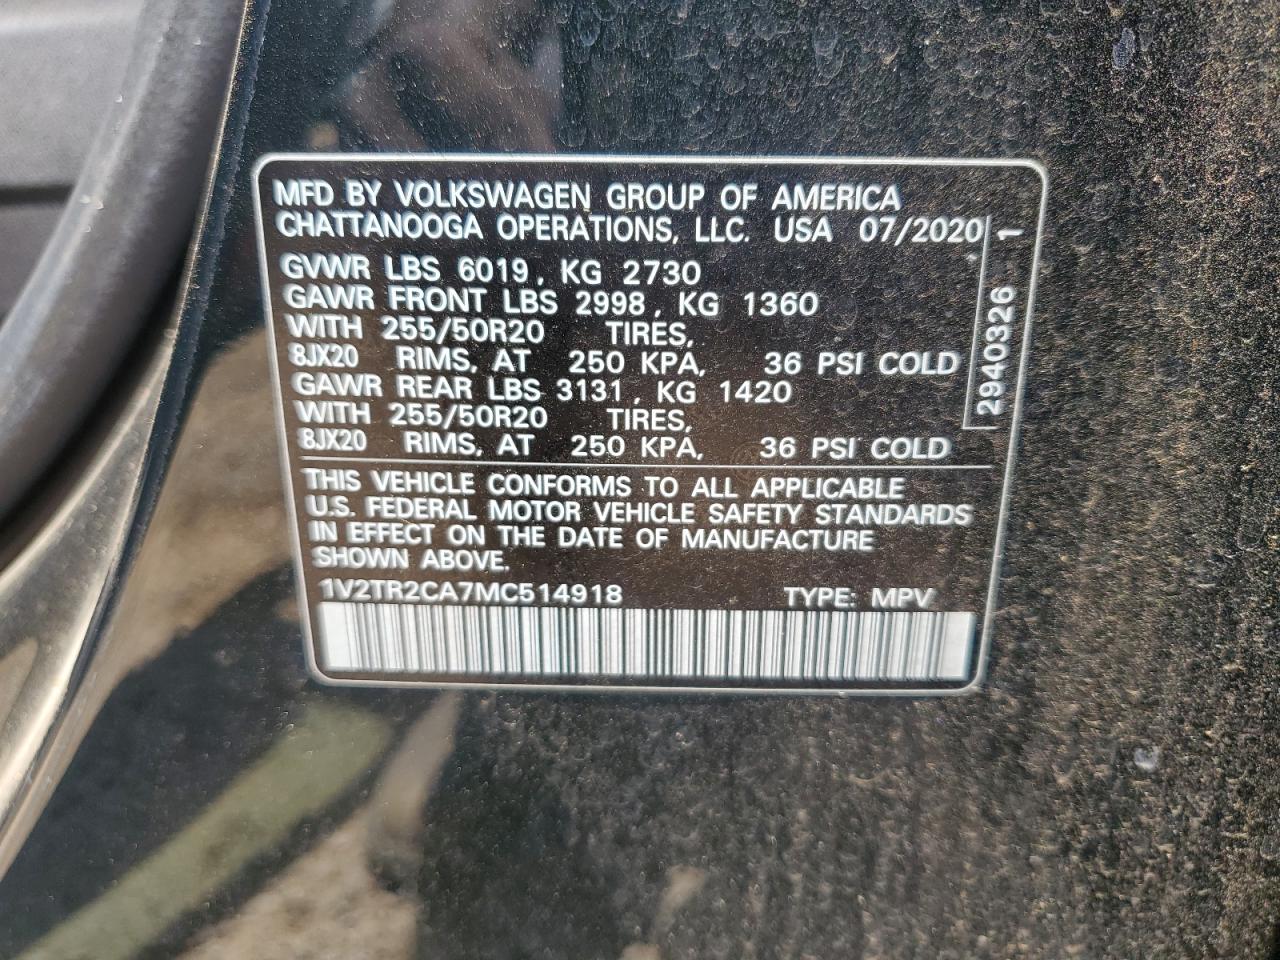 MFD BY VOLKSWAGEN GROUP OF AMERICA
CHATTANOOGA OPERATIONS, LLC. USA 07/2020
GVWR LBS 6019, KG 2730
GAWR FRONT LBS 2998, KG 1360
WITH 255/50R20 TIRES,
8JX20 RIMS, AT 250 KPA, 36 PSI COLD
GAWR REAR LBS 3131, KG 1420
WITH 255/50R20 TIRES,
8JX20 RIMS, AT 250 KPA, 36 PSI COLD
2940326 1
THIS VEHICLE CONFORMS TO ALL APPLICABLE
U.S. FEDERAL MOTOR VEHICLE SAFETY STANDARDS
IN EFFECT ON THE DATE OF MANUFACTURE
SHOWN ABOVE.
1V2TR2CA7MC514918 TYPE: MPV